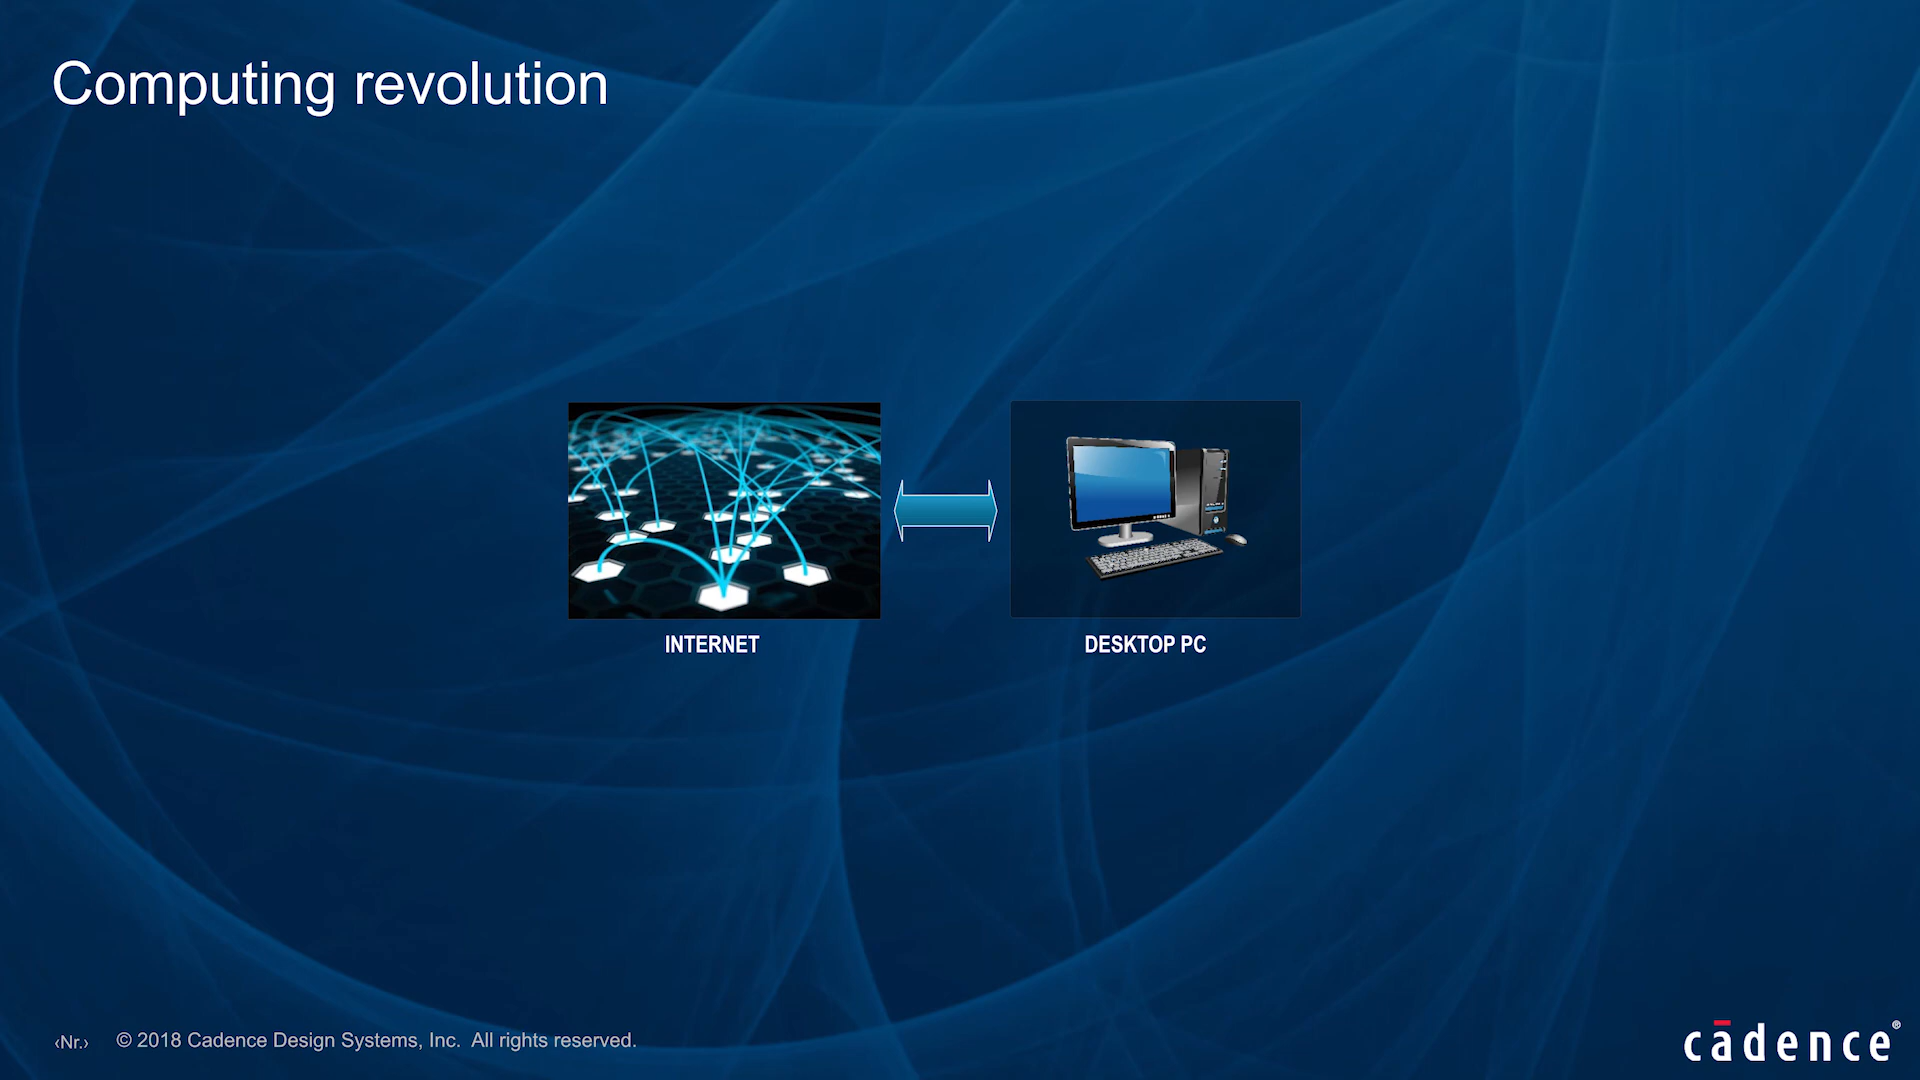 Computing revolution
INTERNET
DESKTOP PC
‹Nr.› © 2018 Cadence Design Systems, Inc. All rights reserved.
cādence®